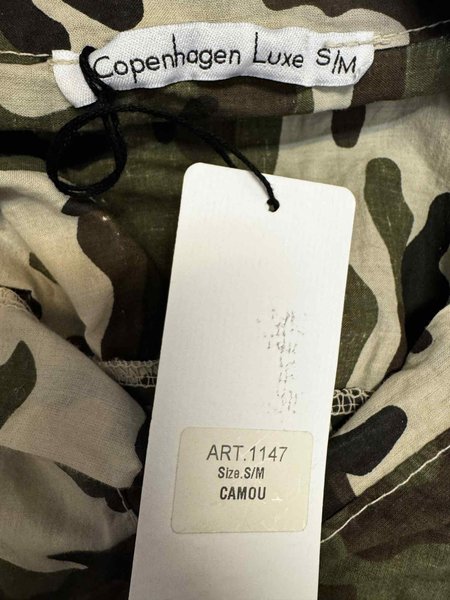 Copenhagen Luxe S/M
ART.1147
Size.S/M
CAMOU